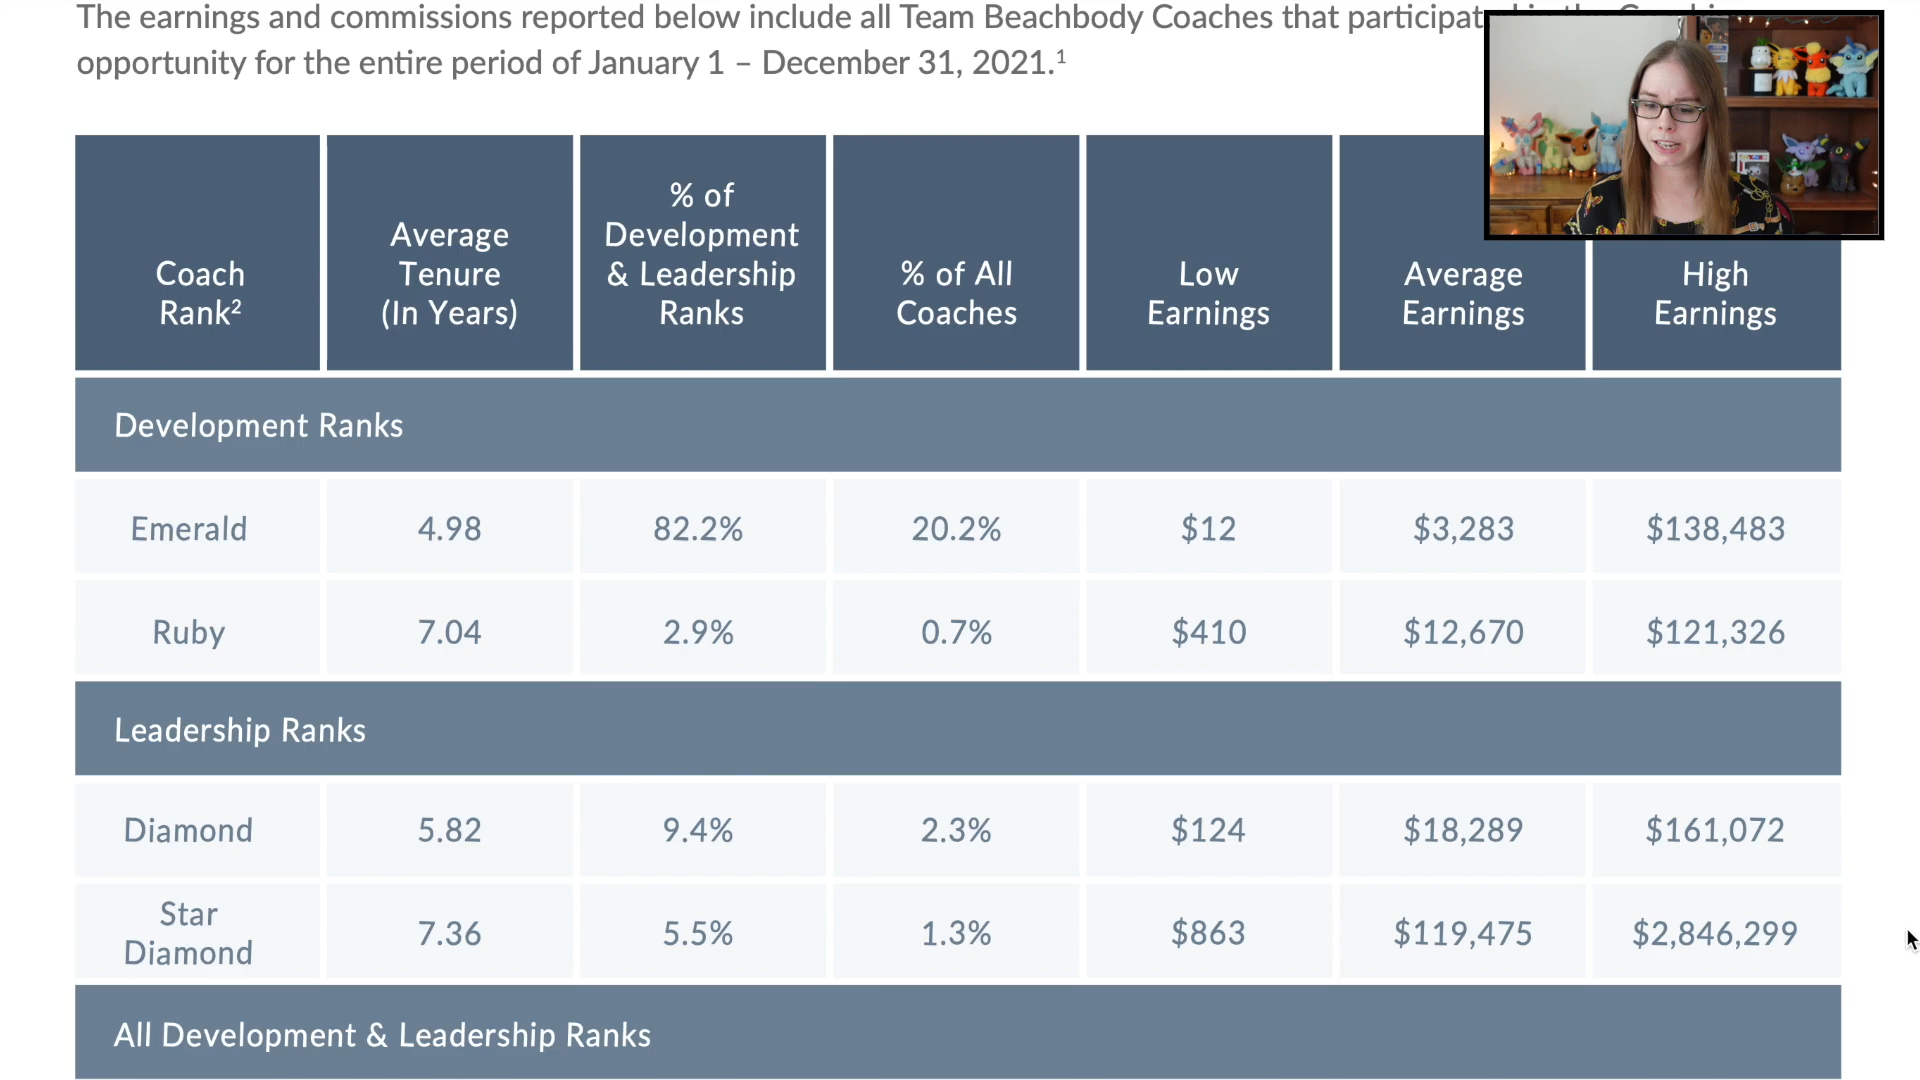 The earnings and commissions reported below include all Team Beachbody Coaches that
opportunity for the entire period of January 1 – December 31, 2021.¹
Coach Rank² Average Tenure (In Years) % of Development & Leadership Ranks % of All Coaches Low Earnings Average Earnings High Earnings
Development Ranks
Emerald 4.98 82.2% 20.2% $12 $3,283 $138,483
Ruby 7.04 2.9% 0.7% $410 $12,670 $121,326
Leadership Ranks
Diamond 5.82 9.4% 2.3% $124 $18,289 $161,072
Star Diamond 7.36 5.5% 1.3% $863 $119,475 $2,846,299
All Development & Leadership Ranks